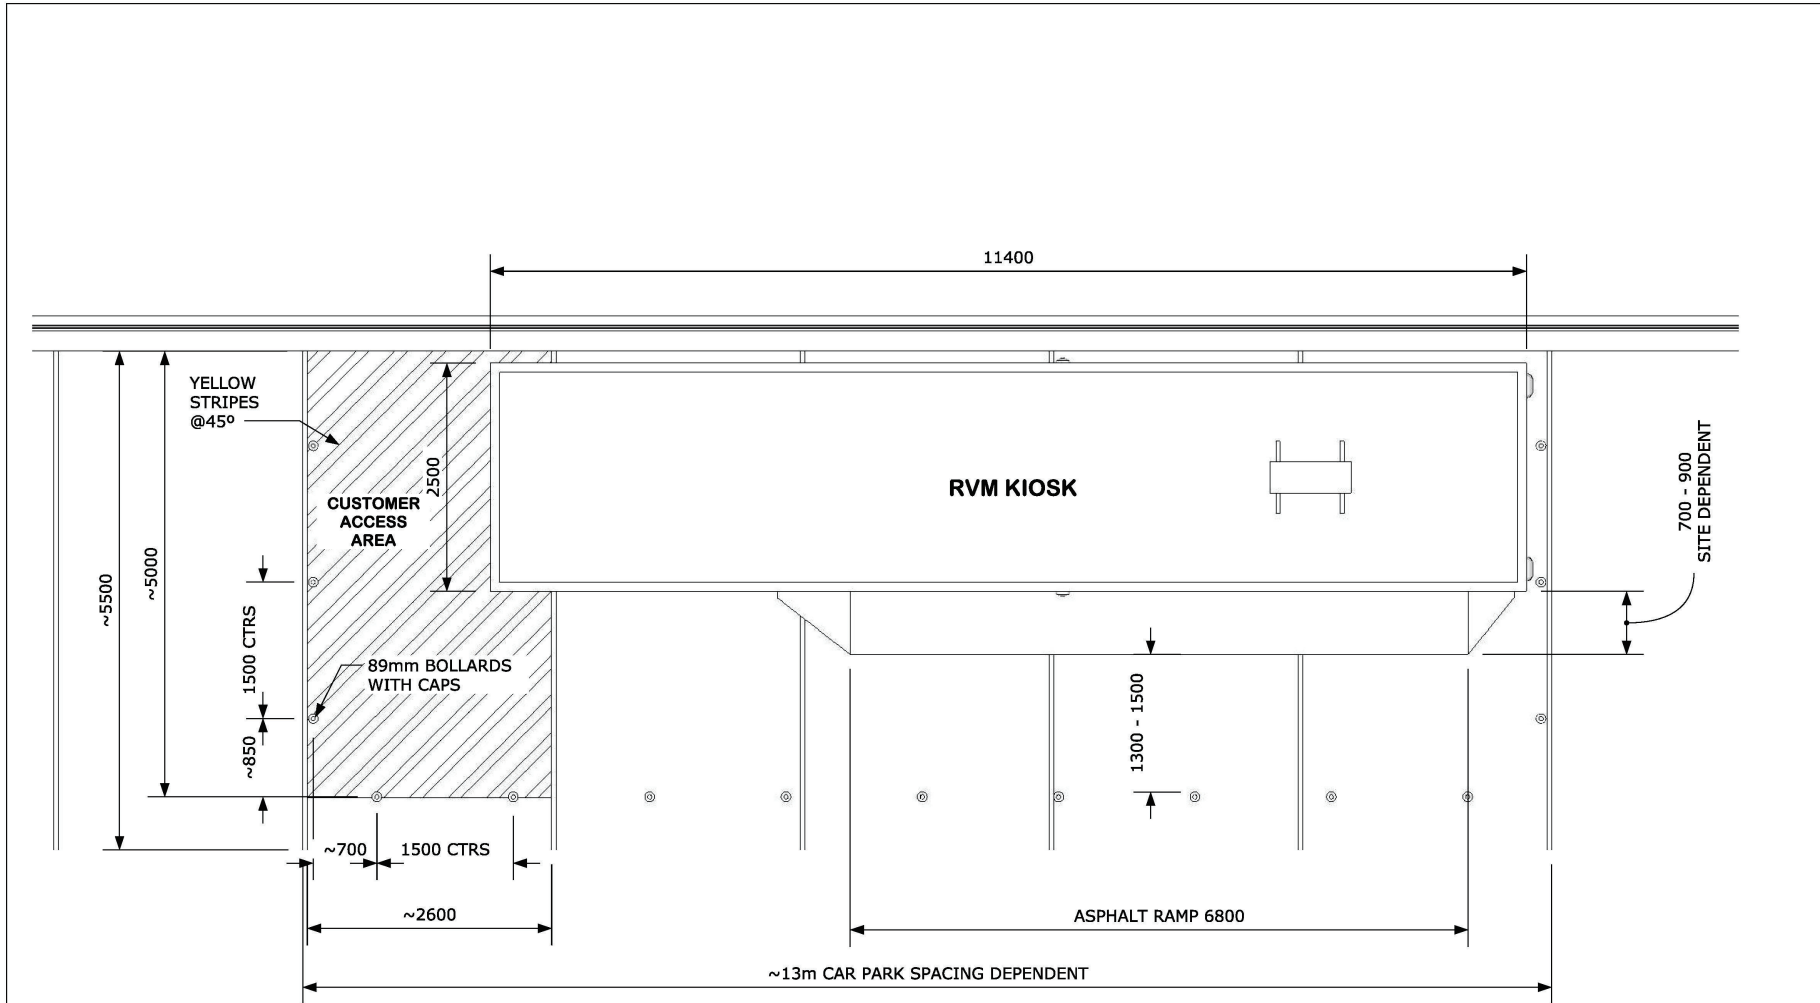 11400
YELLOW
STRIPES
@45º
2500
CUSTOMER
ACCESS
AREA
RVM KIOSK
700 - 900
SITE DEPENDENT
~5500
~5000
1500 CTRS
~850
89mm BOLLARDS
WITH CAPS
1300 - 1500
~700
1500 CTRS
~2600
ASPHALT RAMP 6800
~13m CAR PARK SPACING DEPENDENT